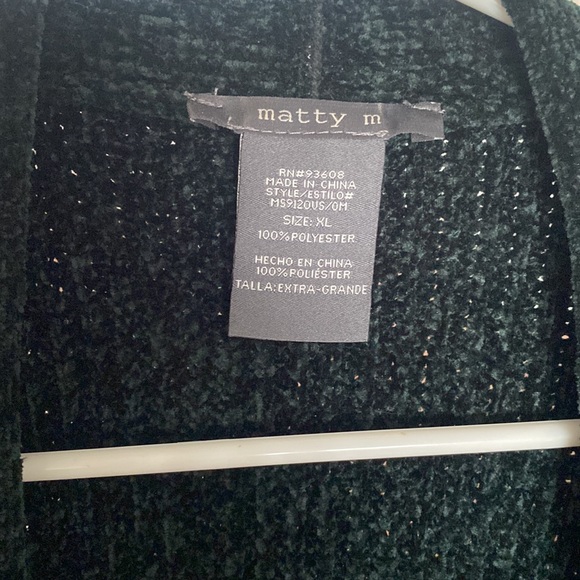 matty m
RN#93608
MADE IN CHINA
STYLE/ESTILO#
MS9120US/OM
SIZE: XL
100%POLYESTER
HECHO EN CHINA
100%POLIÉSTER
TALLA:EXTRA-GRANDE